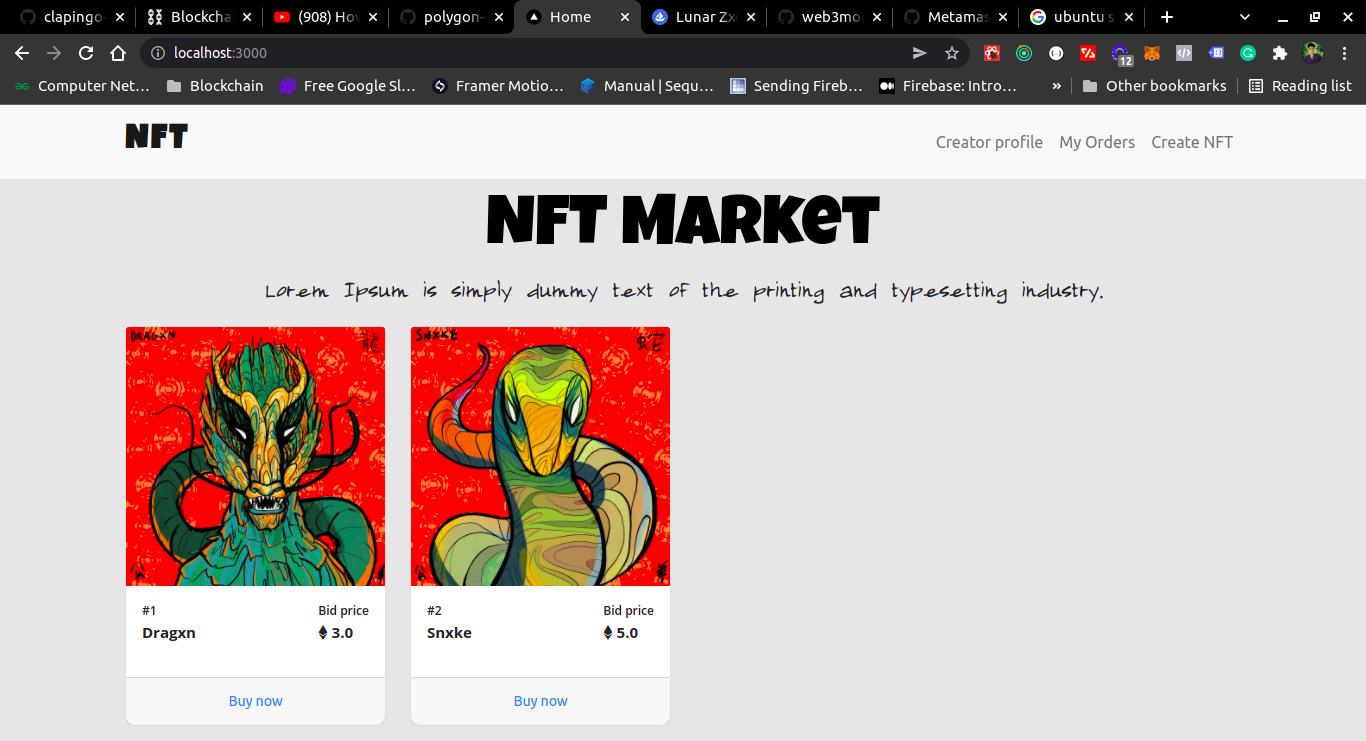 clapingo-
Blockcha
(908) Ho
polygon-
Home
Lunar Zx
web3mo
Metamas
ubuntu s
localhost:3000
12
Computer Net…
Blockchain
Free Google Sl…
Framer Motio…
Manual | Sequ…
Sending Fireb…
Firebase: Intro…
»
Other bookmarks
Reading list
NFT
Creator profile
My Orders
Create NFT
NFT Market
Lorem Ipsum is simply dummy text of the printing and typesetting industry.
DRAGXN
SNXKE
#1
Bid price
Dragxn
3.0
Buy now
#2
Bid price
Snxke
5.0
Buy now